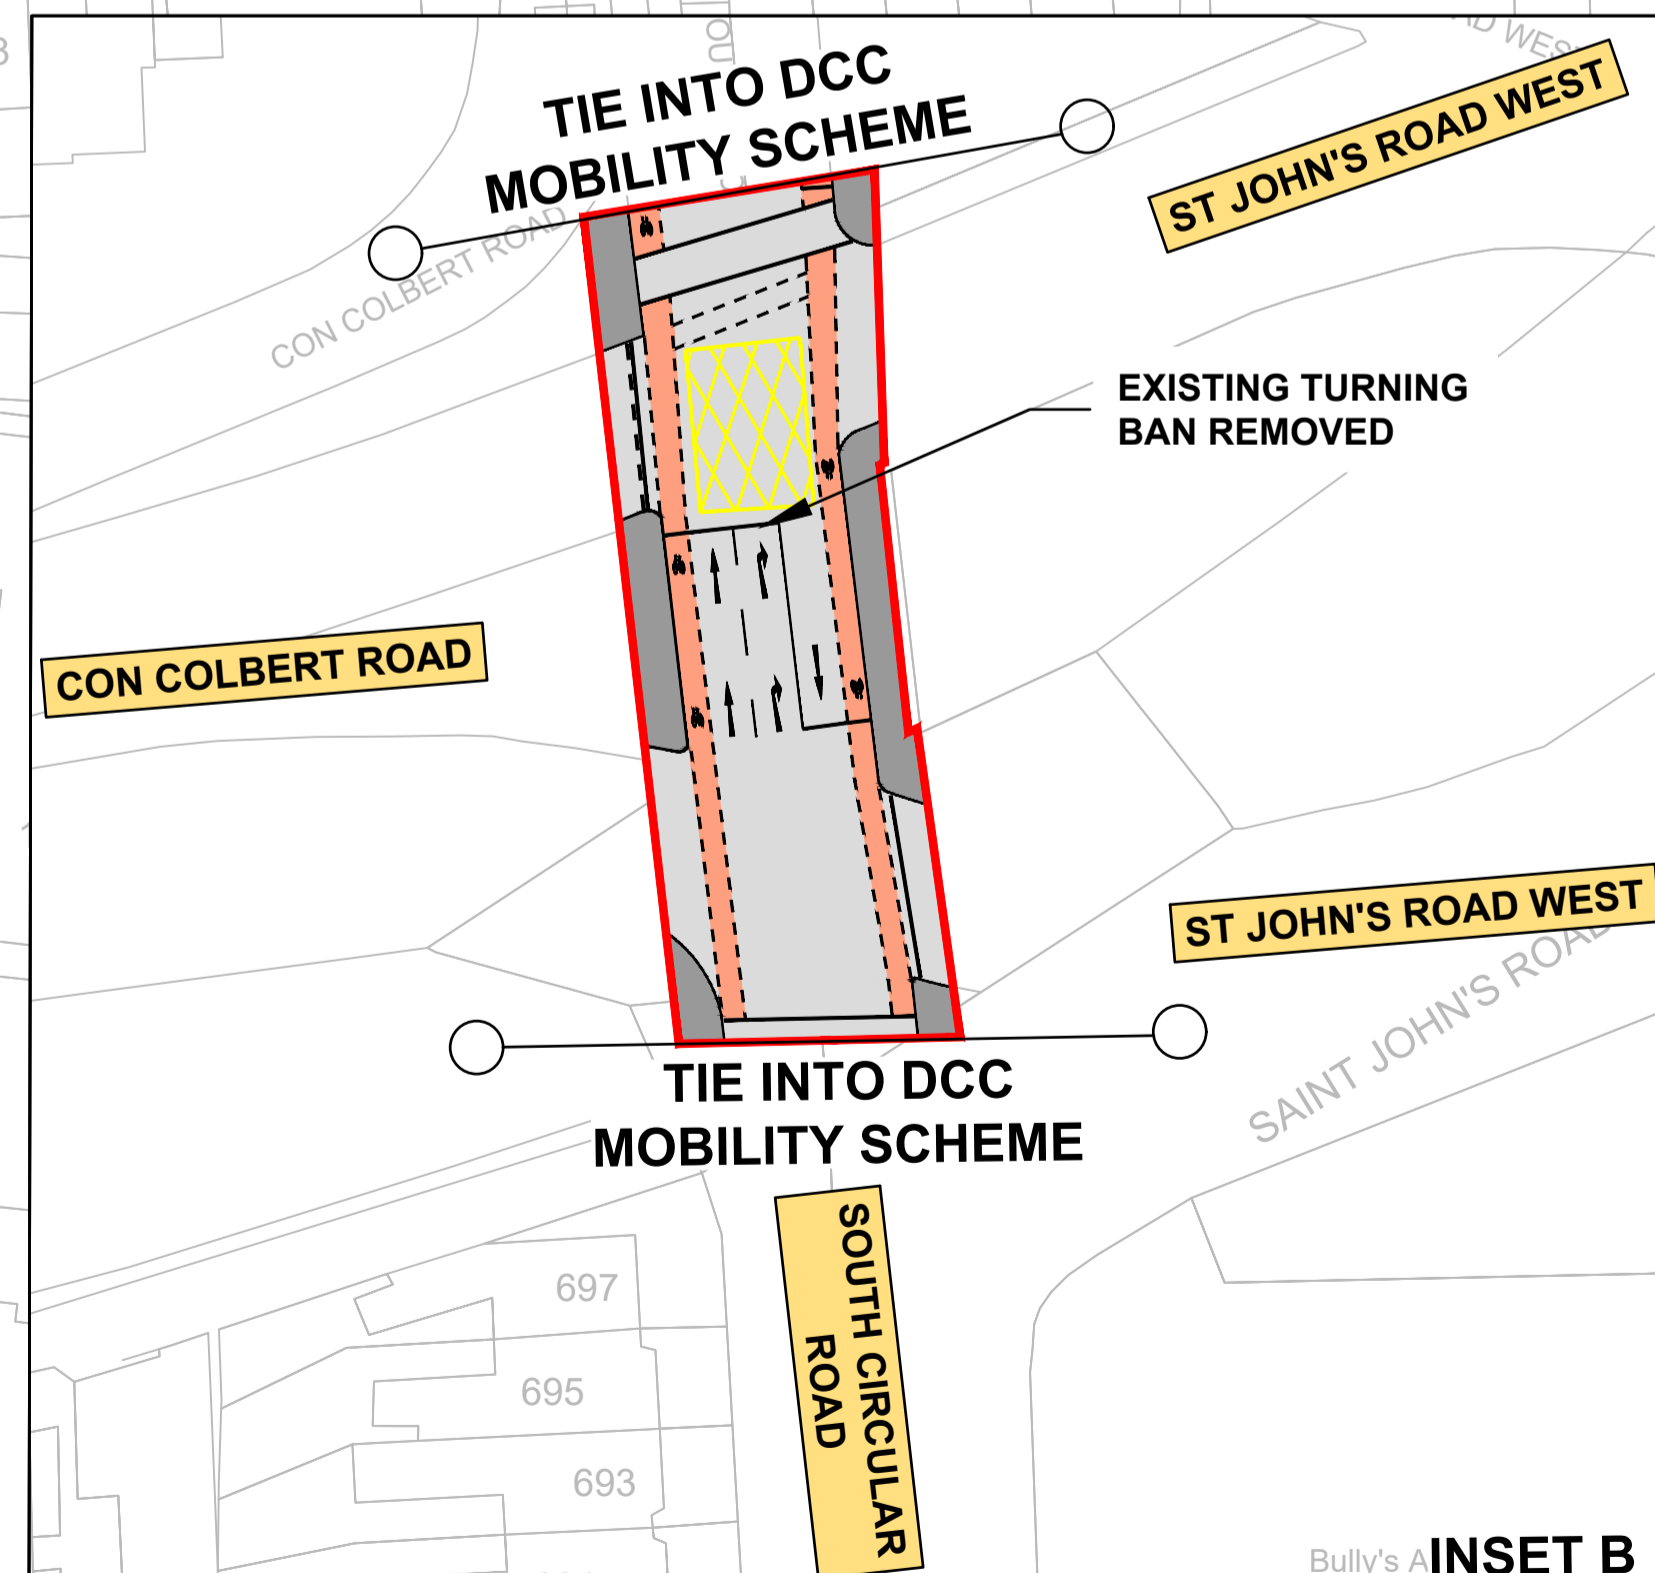 TIE INTO DCC
MOBILITY SCHEME
ST JOHN'S ROAD WEST
CON COLBERT ROAD
EXISTING TURNING
BAN REMOVED
CON COLBERT ROAD
ST JOHN'S ROAD WEST
SAINT JOHN'S ROAD
TIE INTO DCC
MOBILITY SCHEME
SOUTH CIRCULAR
ROAD
697
695
693
Bully's A
INSET B